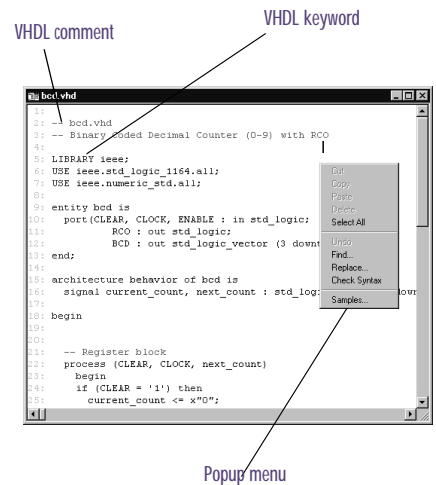 VHDL comment
VHDL keyword
bcd.vhd
1:
2: -- bcd.vhd
3: -- Binary Coded Decimal Counter (0-9) with RCO
4:
5: LIBRARY ieee;
6: USE ieee.std_logic_1164.all;
7: USE ieee.numeric_std.all;
8:
9: entity bcd is
10: port(CLEAR, CLOCK, ENABLE : in std_logic;
11: RCO : out std_logic;
12: BCD : out std_logic_vector (3 downt
13: end;
14:
15: architecture behavior of bcd is
16: signal current_count, next_count : std_log
17:
18: begin
19:
20:
21: -- Register block
22: process (CLEAR, CLOCK, next_count)
23: begin
24: if (CLEAR = '1') then
25: current_count <= x"0";
Cut
Copy
Paste
Delete
Select All
Undo
Find...
Replace...
Check Syntax
Samples...
Popup menu